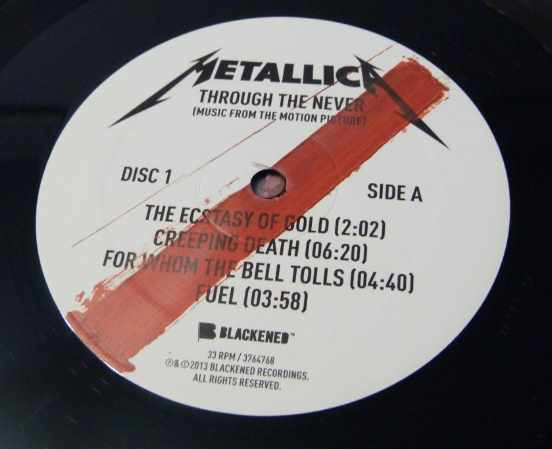 METALLICA
THROUGH THE NEVER
(MUSIC FROM THE MOTION PICTURE)
DISC 1
SIDE A
THE ECSTASY OF GOLD (2:02)
CREEPING DEATH (06:20)
FOR WHOM THE BELL TOLLS (04:40)
FUEL (03:58)
BLACKENED™
33 RPM / 3764768
℗ & © 2013 BLACKENED RECORDINGS.
ALL RIGHTS RESERVED.